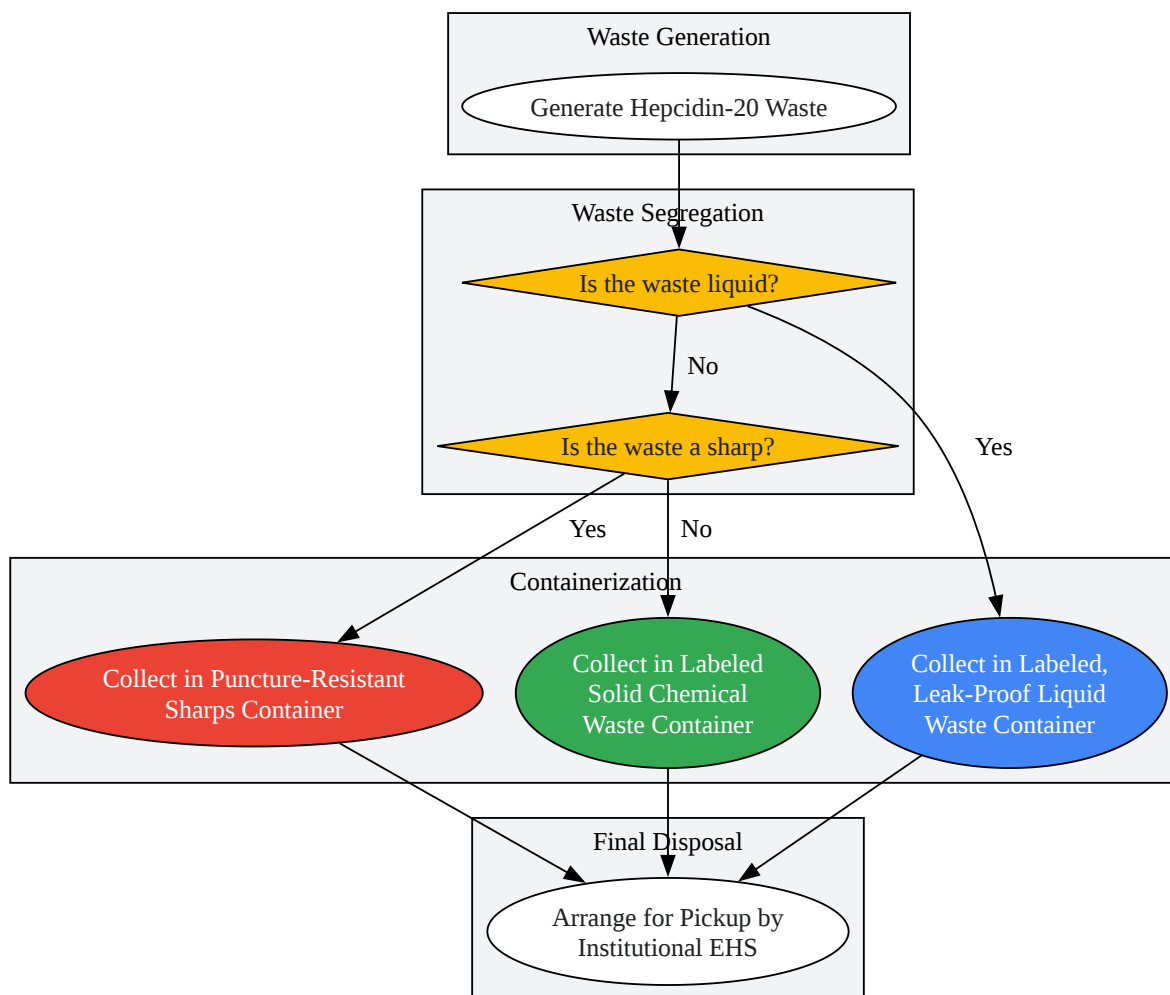 Waste Generation
Generate Hepcidin-20 Waste
Waste Segregation
Is the waste liquid?
No
Is the waste a sharp?
Yes
Yes
No
Containerization
Collect in Puncture-Resistant
Sharps Container
Collect in Labeled
Solid Chemical
Waste Container
Collect in Labeled,
Leak-Proof Liquid
Waste Container
Final Disposal
Arrange for Pickup by
Institutional EHS